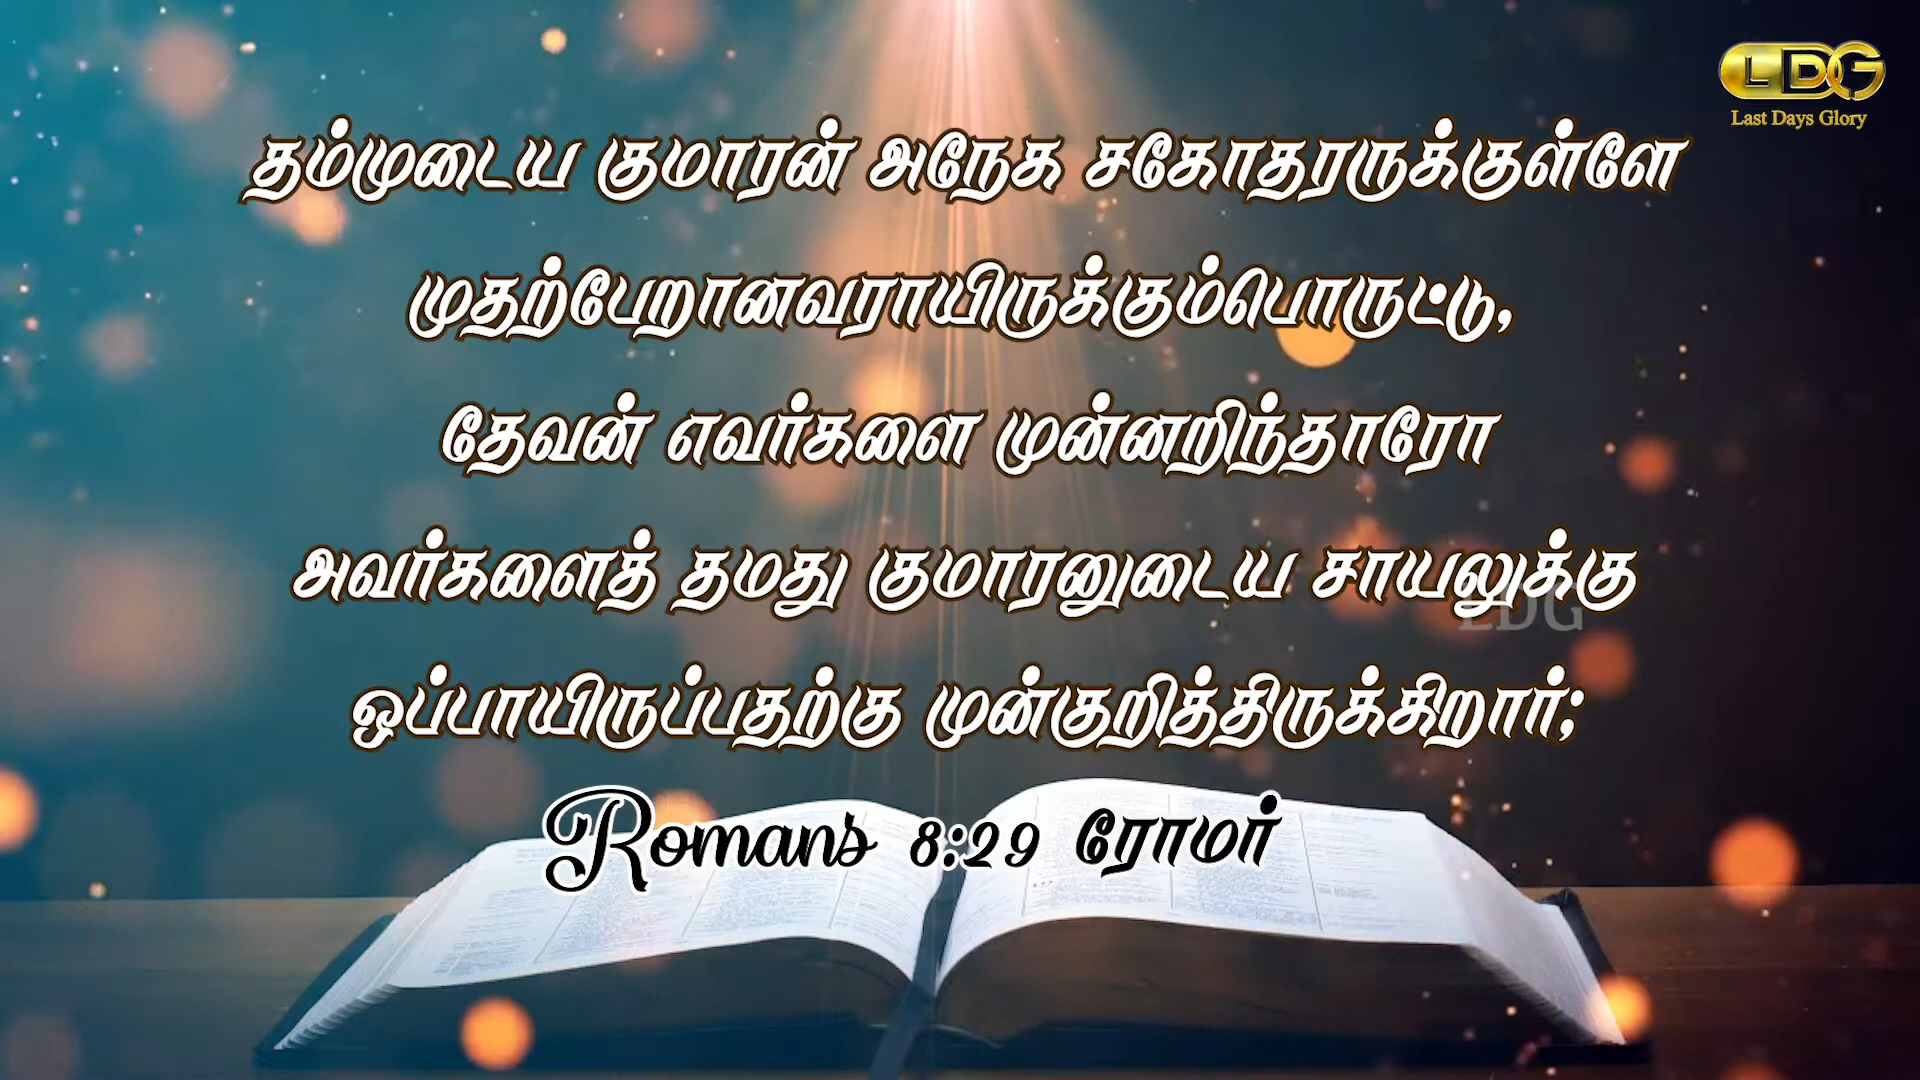 LDG
Last Days Glory
தம்முடைய குமாரன் அநேக சகோதரருக்குள்ளே
முதற்பேறானவராயிருக்கும்பொருட்டு,
தேவன் எவர்களை முன்னறிந்தாரோ
அவர்களைத் தமது குமாரனுடைய சாயலுக்கு
LDG
ஒப்பாயிருப்பதற்கு முன்குறித்திருக்கிறார்;
Romans 8:29 ரோமர்